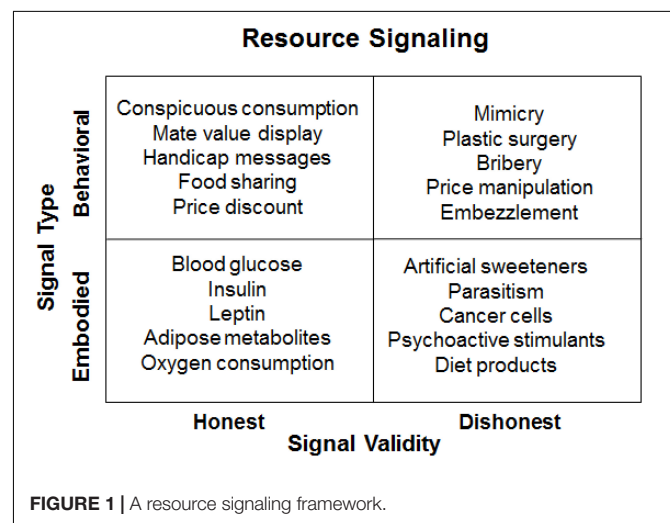 Resource Signaling
Signal Type
Behavioral
Conspicuous consumption
Mate value display
Handicap messages
Food sharing
Price discount
Mimicry
Plastic surgery
Bribery
Price manipulation
Embezzlement
Embodied
Blood glucose
Insulin
Leptin
Adipose metabolites
Oxygen consumption
Artificial sweeteners
Parasitism
Cancer cells
Psychoactive stimulants
Diet products
Honest
Dishonest
Signal Validity
FIGURE 1 | A resource signaling framework.